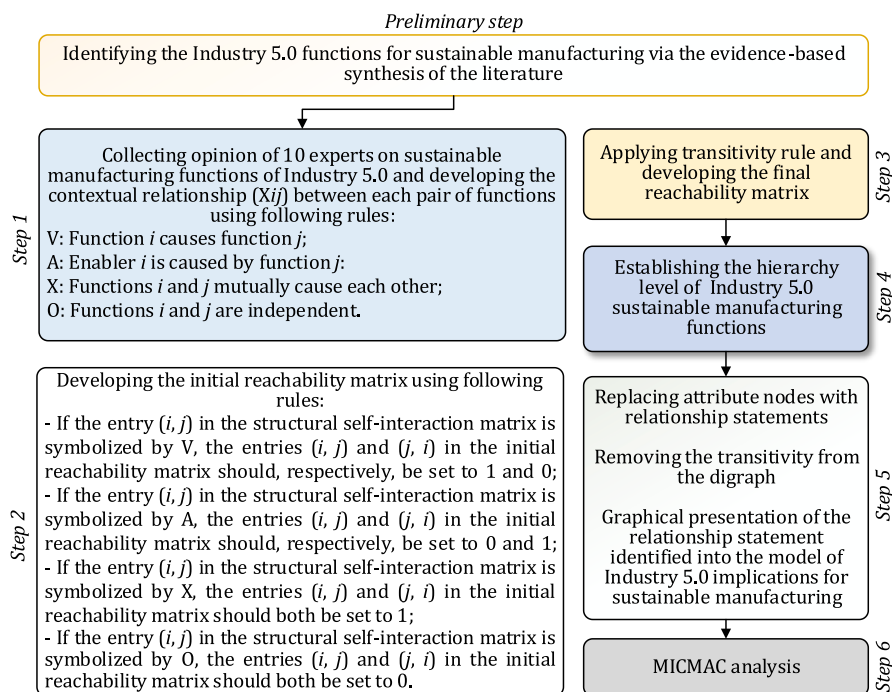 Preliminary step
Identifying the Industry 5.0 functions for sustainable manufacturing via the evidence-based
synthesis of the literature
Step 1
Collecting opinion of 10 experts on sustainable
manufacturing functions of Industry 5.0 and developing the
contextual relationship (Xij) between each pair of functions
using following rules:
V: Function i causes function j;
A: Enabler i is caused by function j:
X: Functions i and j mutually cause each other;
O: Functions i and j are independent.
Step 2
Developing the initial reachability matrix using following
rules:
- If the entry (i, j) in the structural self-interaction matrix is
symbolized by V, the entries (i, j) and (j, i) in the initial
reachability matrix should, respectively, be set to 1 and 0;
- If the entry (i, j) in the structural self-interaction matrix is
symbolized by A, the entries (i, j) and (j, i) in the initial
reachability matrix should, respectively, be set to 0 and 1;
- If the entry (i, j) in the structural self-interaction matrix is
symbolized by X, the entries (i, j) and (j, i) in the initial
reachability matrix should both be set to 1;
- If the entry (i, j) in the structural self-interaction matrix is
symbolized by O, the entries (i, j) and (j, i) in the initial
reachability matrix should both be set to 0.
Applying transitivity rule and
developing the final
reachability matrix
Step 3
Establishing the hierarchy
level of Industry 5.0
sustainable manufacturing
functions
Step 4
Replacing attribute nodes with
relationship statements
Removing the transitivity from
the digraph
Graphical presentation of the
relationship statement
identified into the model of
Industry 5.0 implications for
sustainable manufacturing
Step 5
MICMAC analysis
Step 6